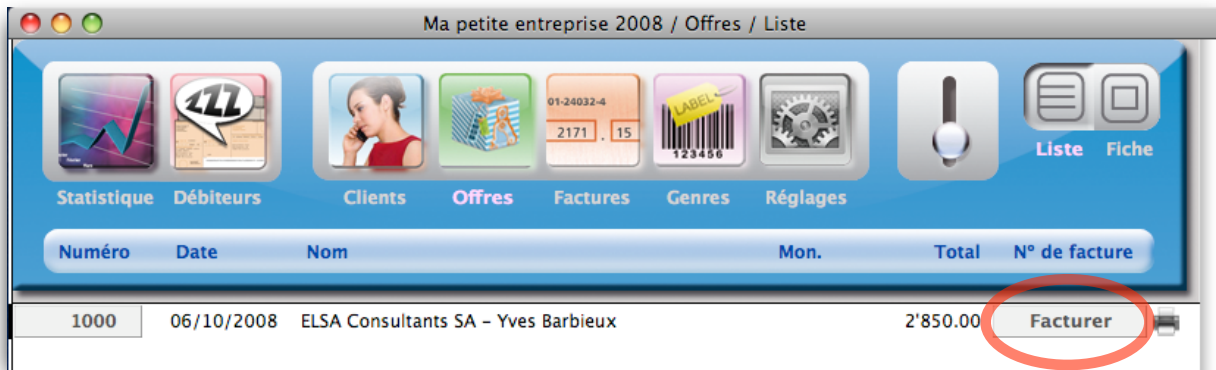 Ma petite entreprise 2008 / Offres / Liste
ZZZ
01-24032-4
2171 . 15
LABEL
123456
Statistique Débiteurs Clients Offres Factures Genres Réglages Liste Fiche
Numéro Date Nom Mon. Total N° de facture
1000 06/10/2008 ELSA Consultants SA – Yves Barbieux 2'850.00 Facturer